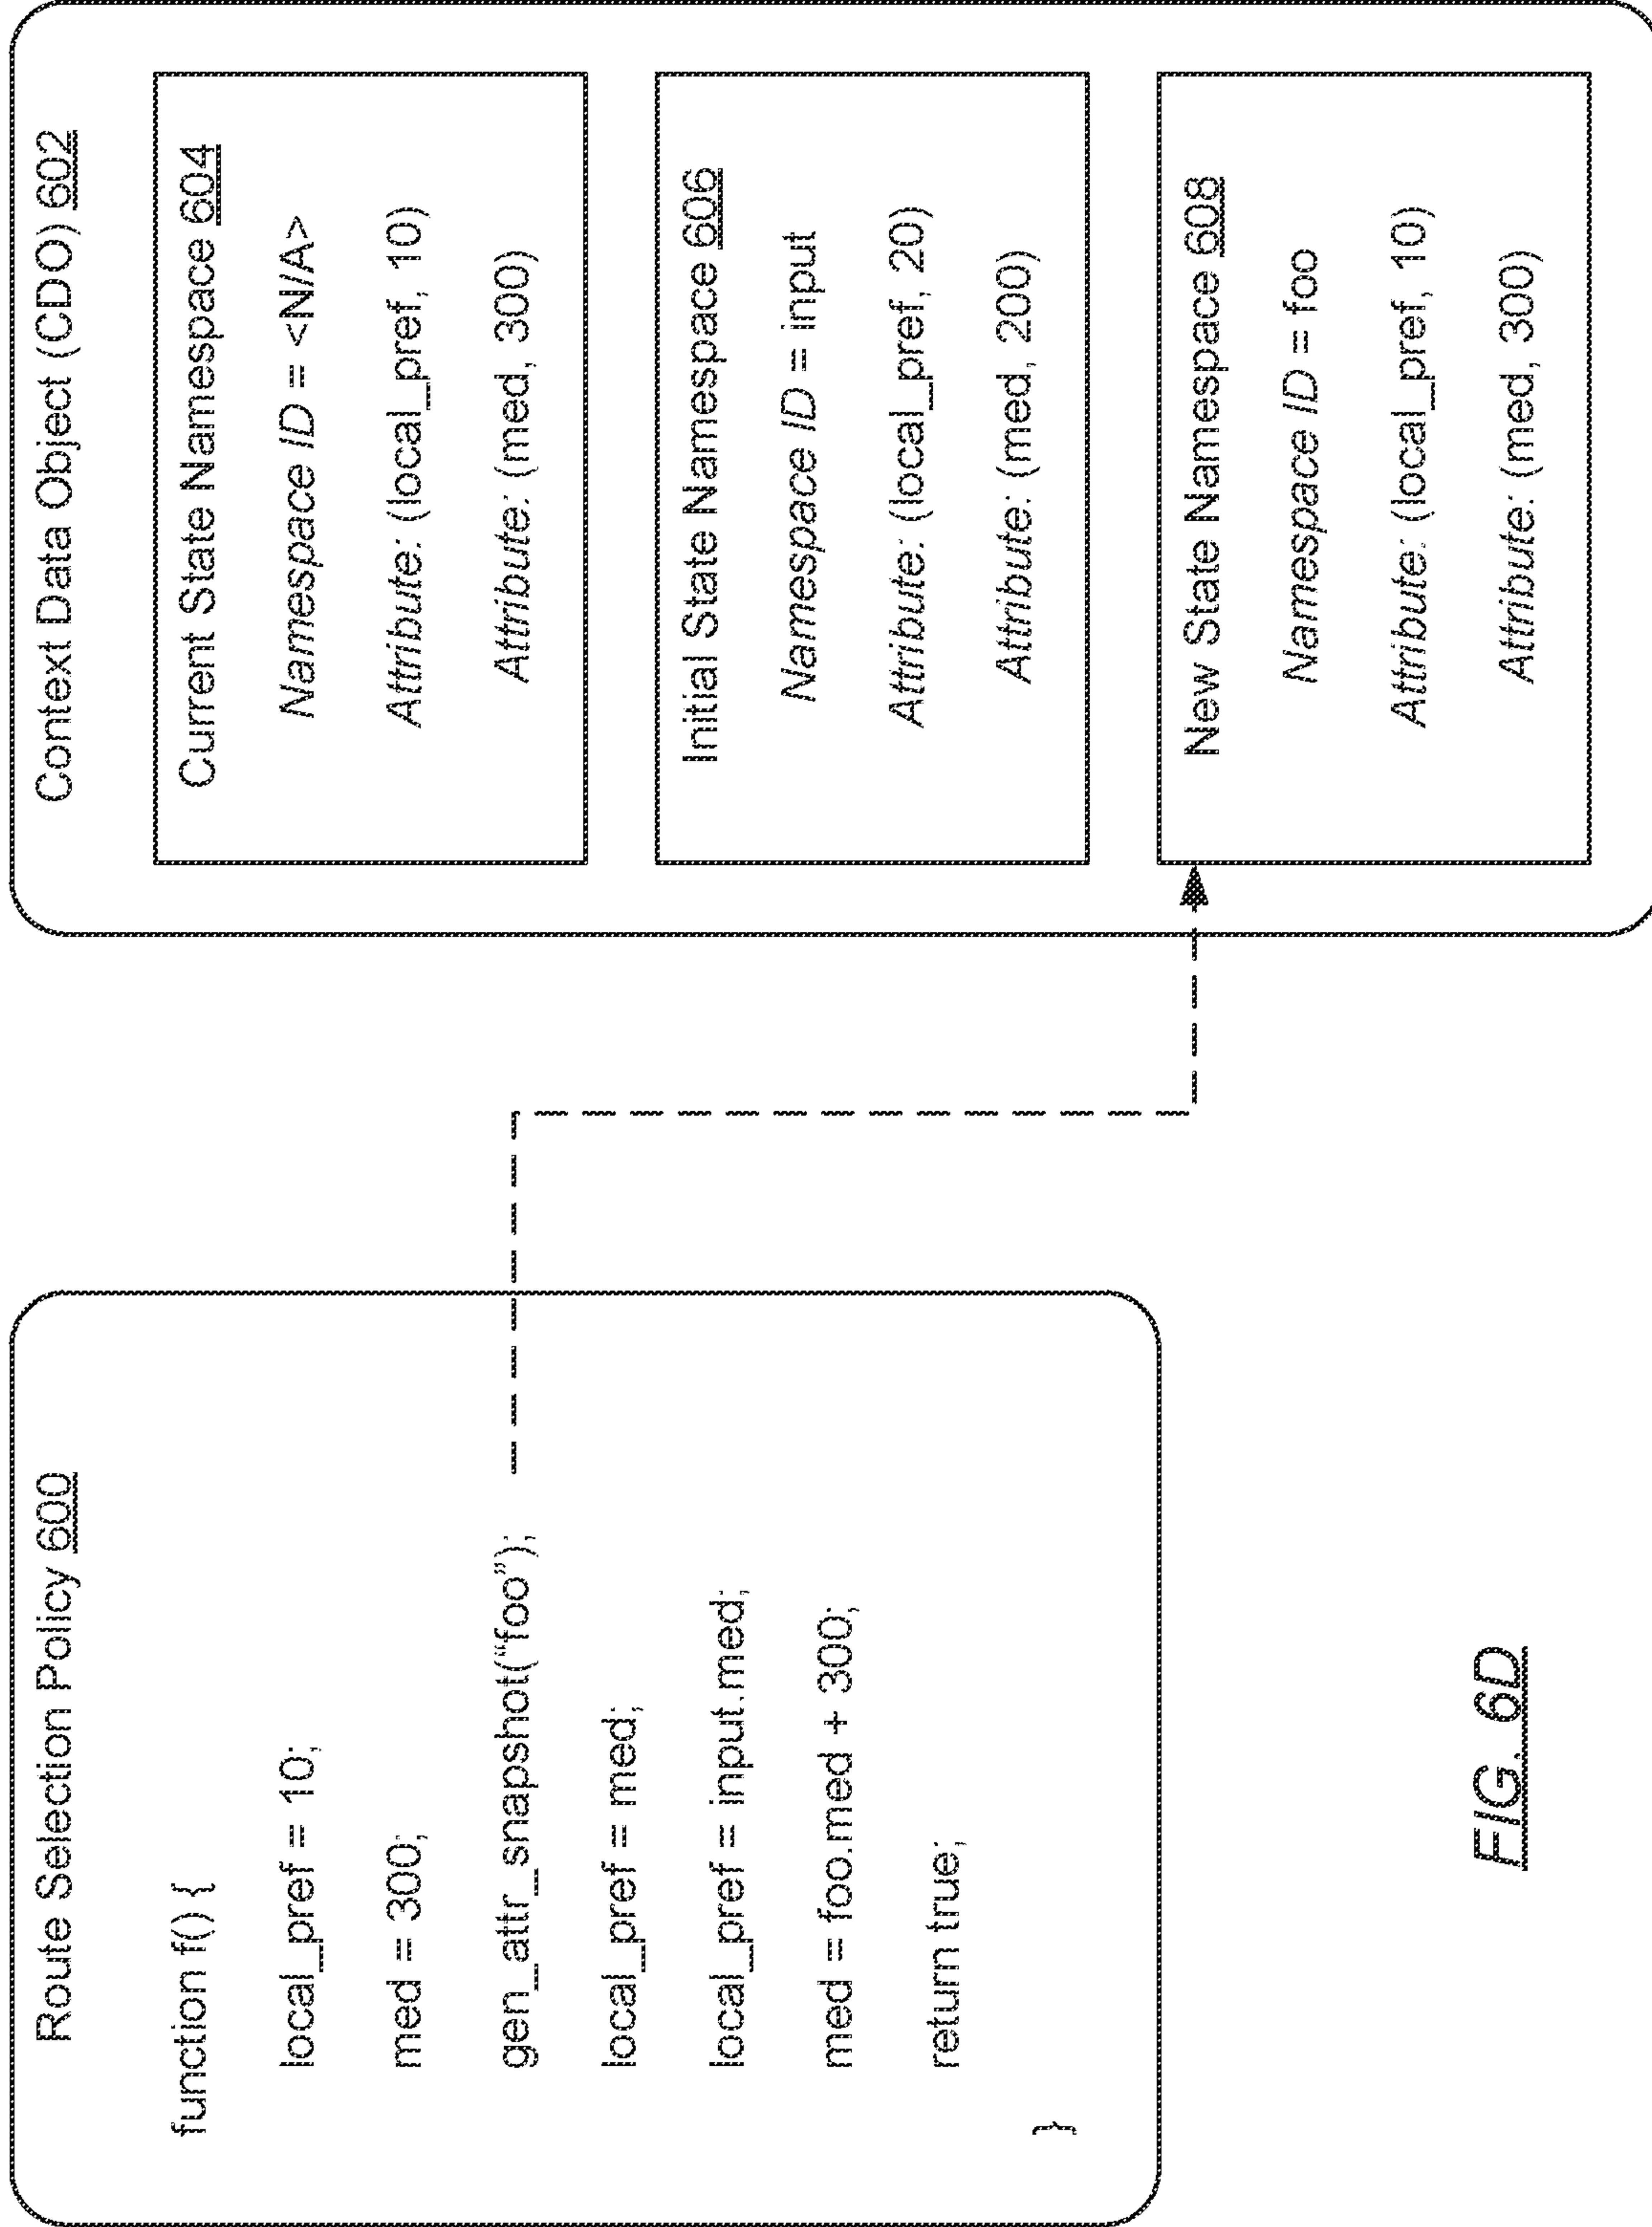 Route Selection Policy 600
function f() {
local_pref = 10;
med = 300;
gen_attr_snapshot(“foo”);
local_pref = med;
local_pref = input.med;
med = foo.med + 300;
return true;
}
Context Data Object (CDO) 602
Current State Namespace 604
Namespace ID = <N/A>
Attribute: (local_pref, 10)
Attribute: (med, 300)
Initial State Namespace 606
Namespace ID = input
Attribute: (local_pref, 20)
Attribute: (med, 200)
New State Namespace 608
Namespace ID = foo
Attribute: (local_pref, 10)
Attribute: (med, 300)
FIG. 6D